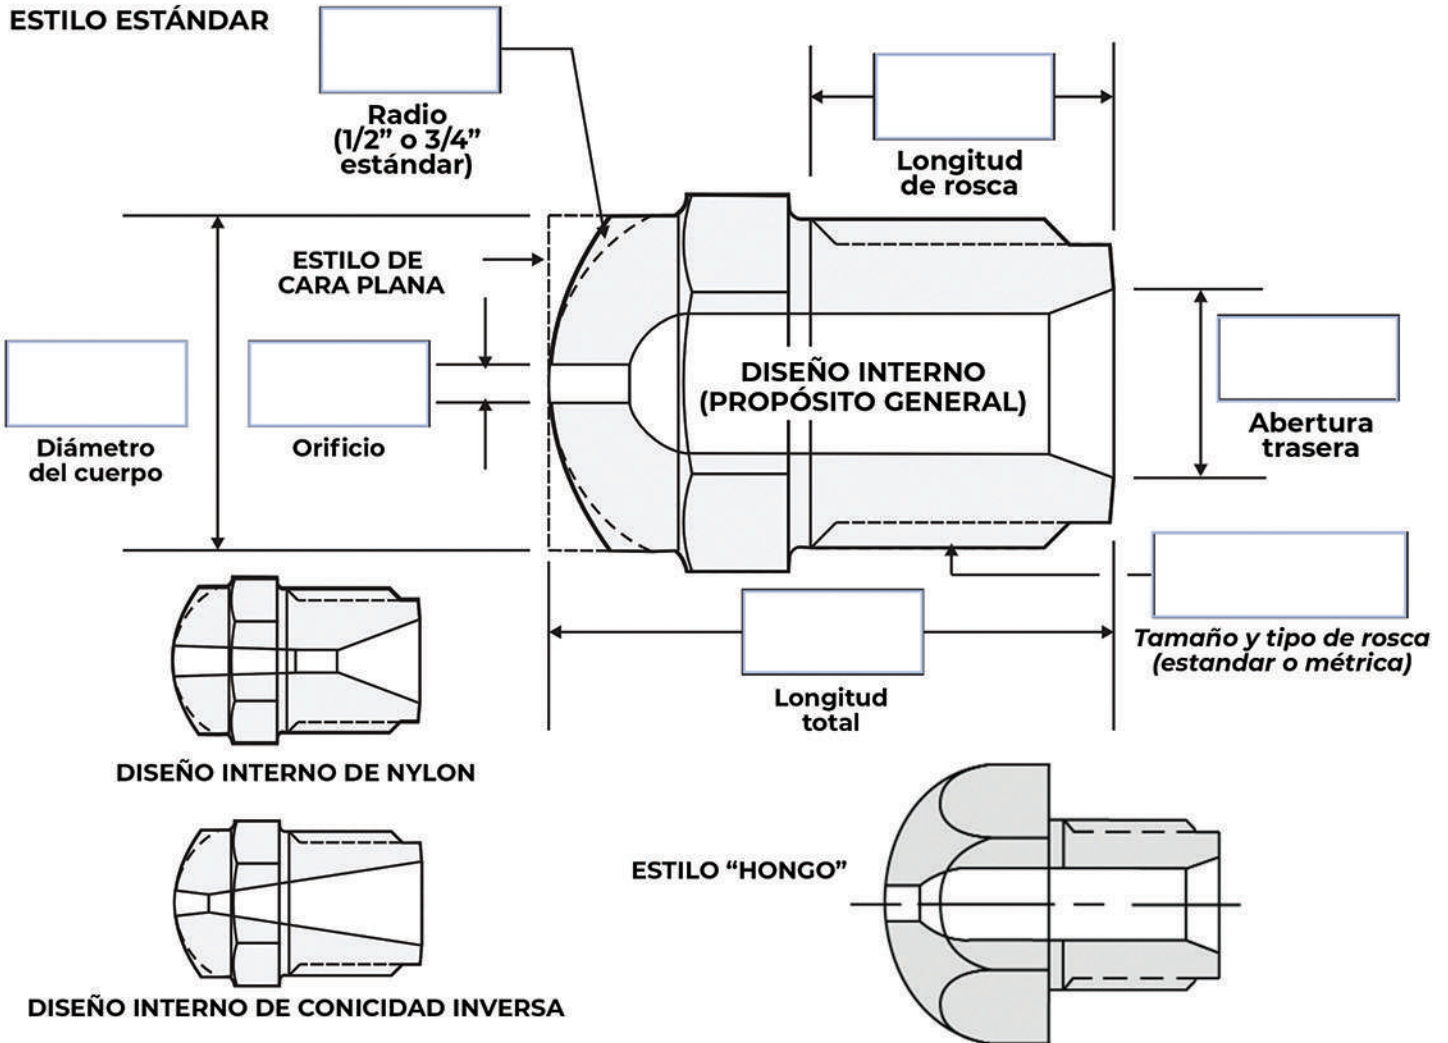 ESTILO ESTÁNDAR
Radio
(1/2” o 3/4”
estándar)
Longitud
de rosca
ESTILO DE
CARA PLANA
Diámetro
del cuerpo
Orificio
DISEÑO INTERNO
(PROPÓSITO GENERAL)
Abertura
trasera
Tamaño y tipo de rosca
(estandar o métrica)
Longitud
total
DISEÑO INTERNO DE NYLON
ESTILO “HONGO”
DISEÑO INTERNO DE CONICIDAD INVERSA